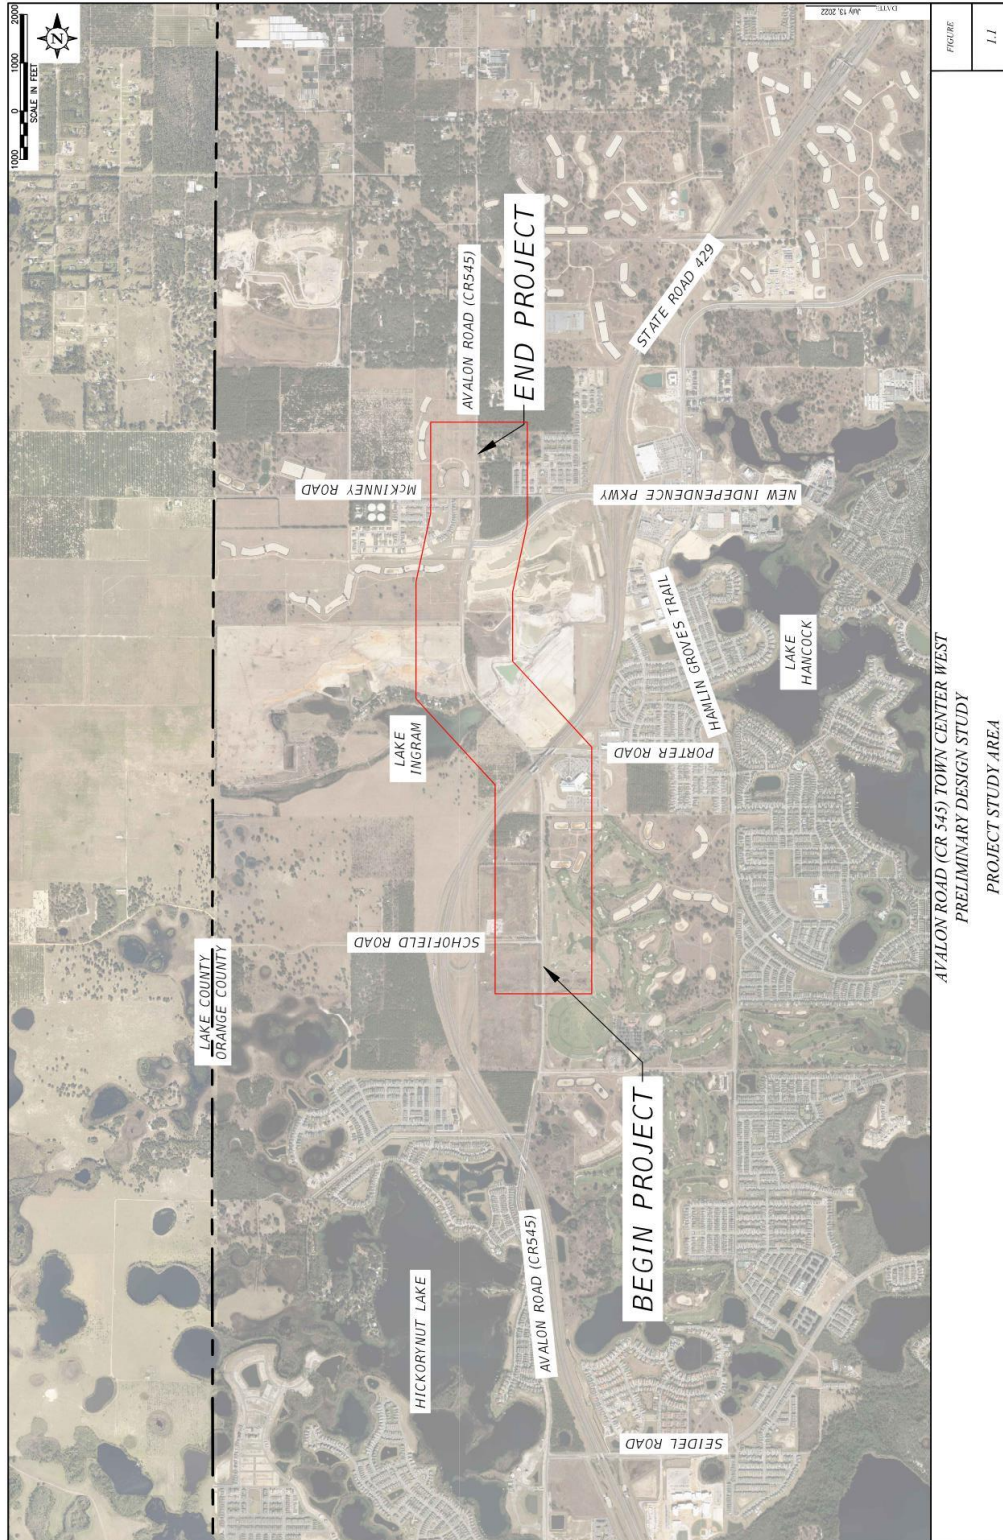 1000 0 1000 2000
SCALE IN FEET
N
LAKE COUNTY
ORANGE COUNTY
HICKORYNUT LAKE
AVALON ROAD (CR545)
SEIDEL ROAD
BEGIN PROJECT
SCHOFIELD ROAD
LAKE
INGRAM
PORTER ROAD
HAMLIN GROVES TRAIL
LAKE
HANCOCK
McKINNEY ROAD
NEW INDEPENDENCE PKWY
AVALON ROAD (CR545)
END PROJECT
STATE ROAD 429
DATE: July 13, 2022
AVALON ROAD (CR 545) TOWN CENTER WEST
PRELIMINARY DESIGN STUDY
PROJECT STUDY AREA
FIGURE
1.1